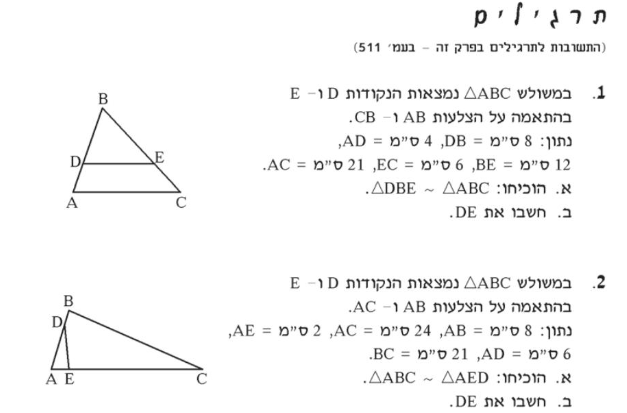 תרגילים
(התשובות לתרגילים בפרק זה – בעמ׳ 511)
1. במשולש ABC△ נמצאות הנקודות D ו– E
בהתאמה על הצלעות AB ו– CB.
נתון: 8 ס״מ = DB, 4 ס״מ = AD,
12 ס״מ = BE, 6 ס״מ = EC, 21 ס״מ = AC.
א. הוכיחו: △DBE ~ △ABC.
ב. חשבו את DE.
B
D
E
A
C
2. במשולש ABC△ נמצאות הנקודות D ו– E
בהתאמה על הצלעות AB ו– AC.
נתון: 8 ס״מ = AB, 24 ס״מ = AC, 2 ס״מ = AE,
6 ס״מ = AD, 21 ס״מ = BC.
א. הוכיחו: △ABC ~ △AED.
ב. חשבו את DE.
B
D
A E
C